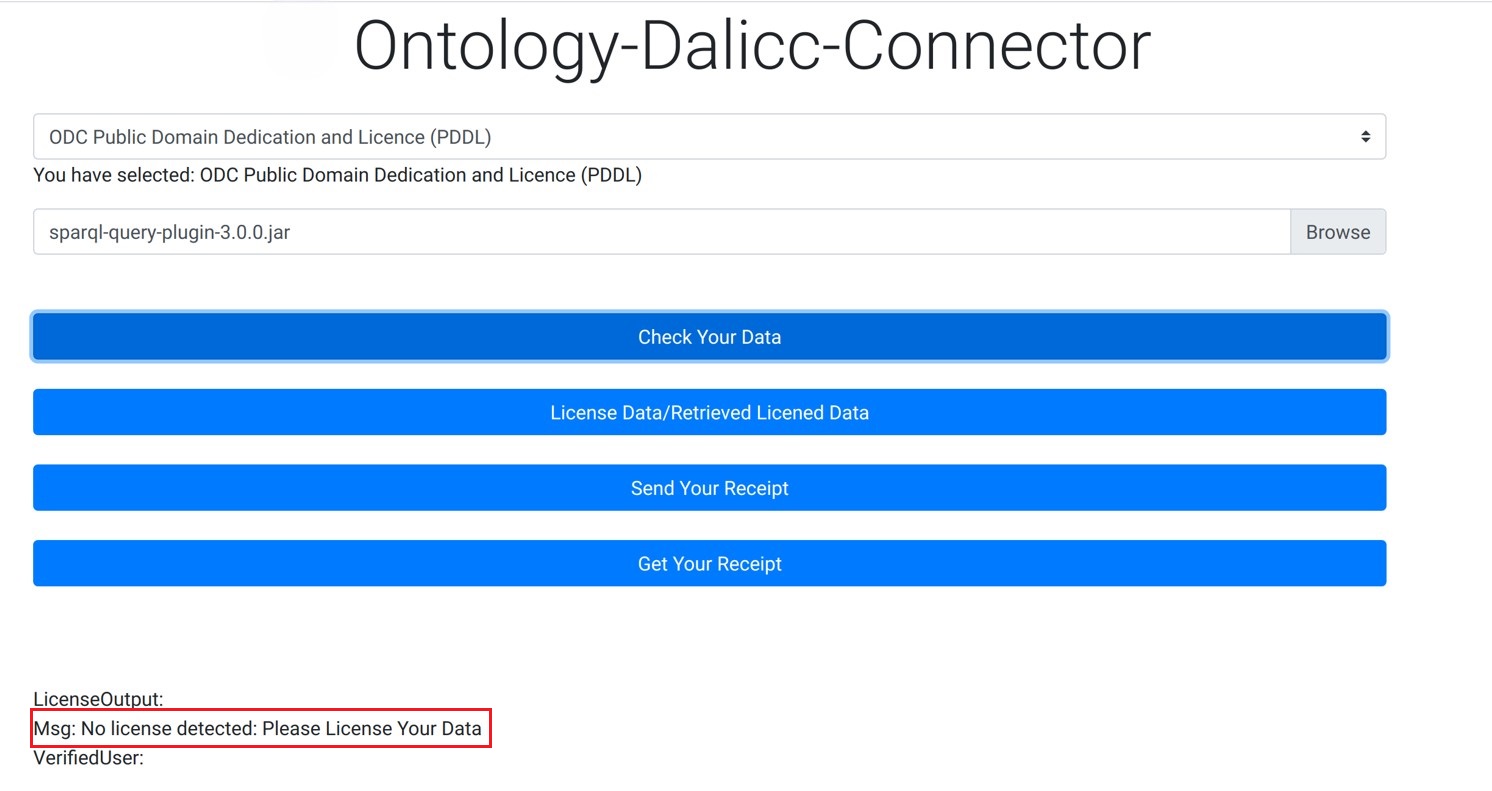 Ontology-Dalicc-Connector
ODC Public Domain Dedication and Licence (PDDL)
You have selected: ODC Public Domain Dedication and Licence (PDDL)
sparql-query-plugin-3.0.0.jar
Browse
Check Your Data
License Data/Retrieved Licened Data
Send Your Receipt
Get Your Receipt
LicenseOutput:
Msg: No license detected: Please License Your Data
VerifiedUser: